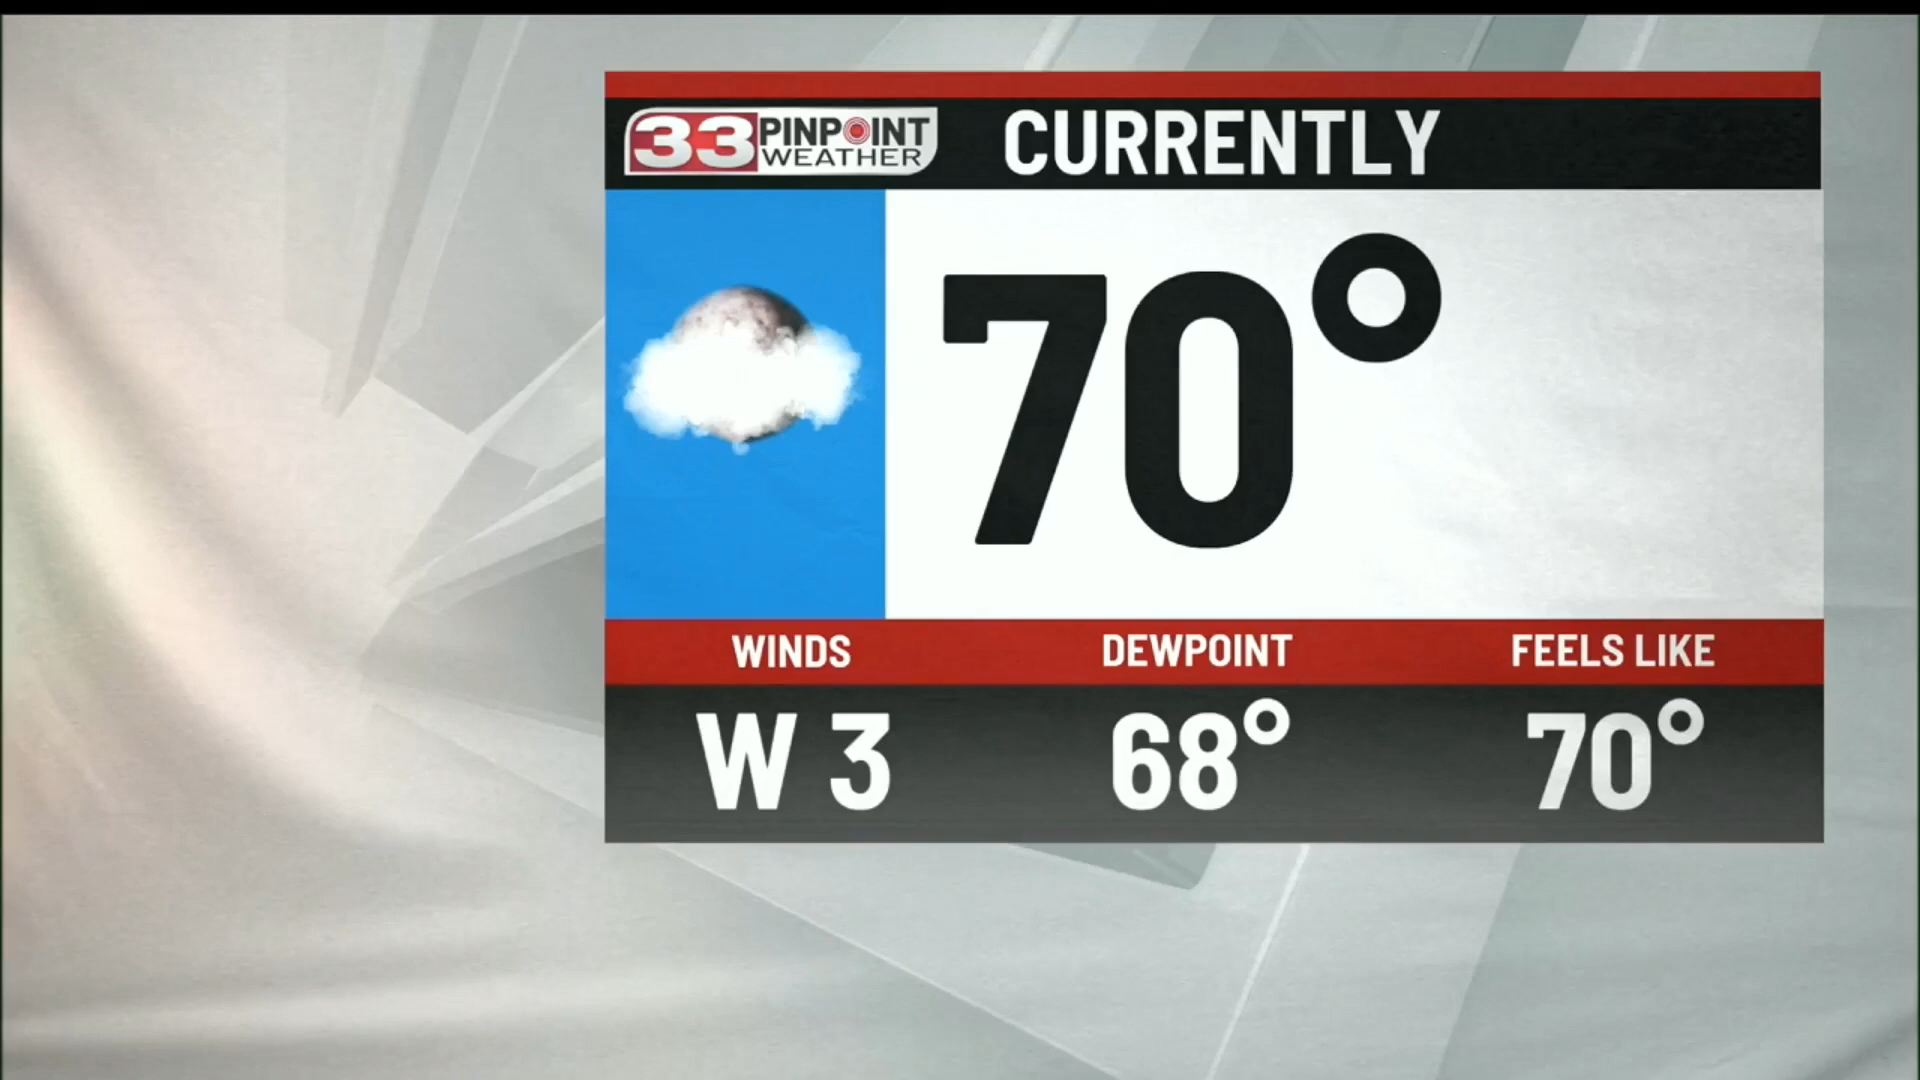 33 PINPOINT WEATHER
CURRENTLY
70°
WINDS DEWPOINT FEELS LIKE
W 3 68° 70°